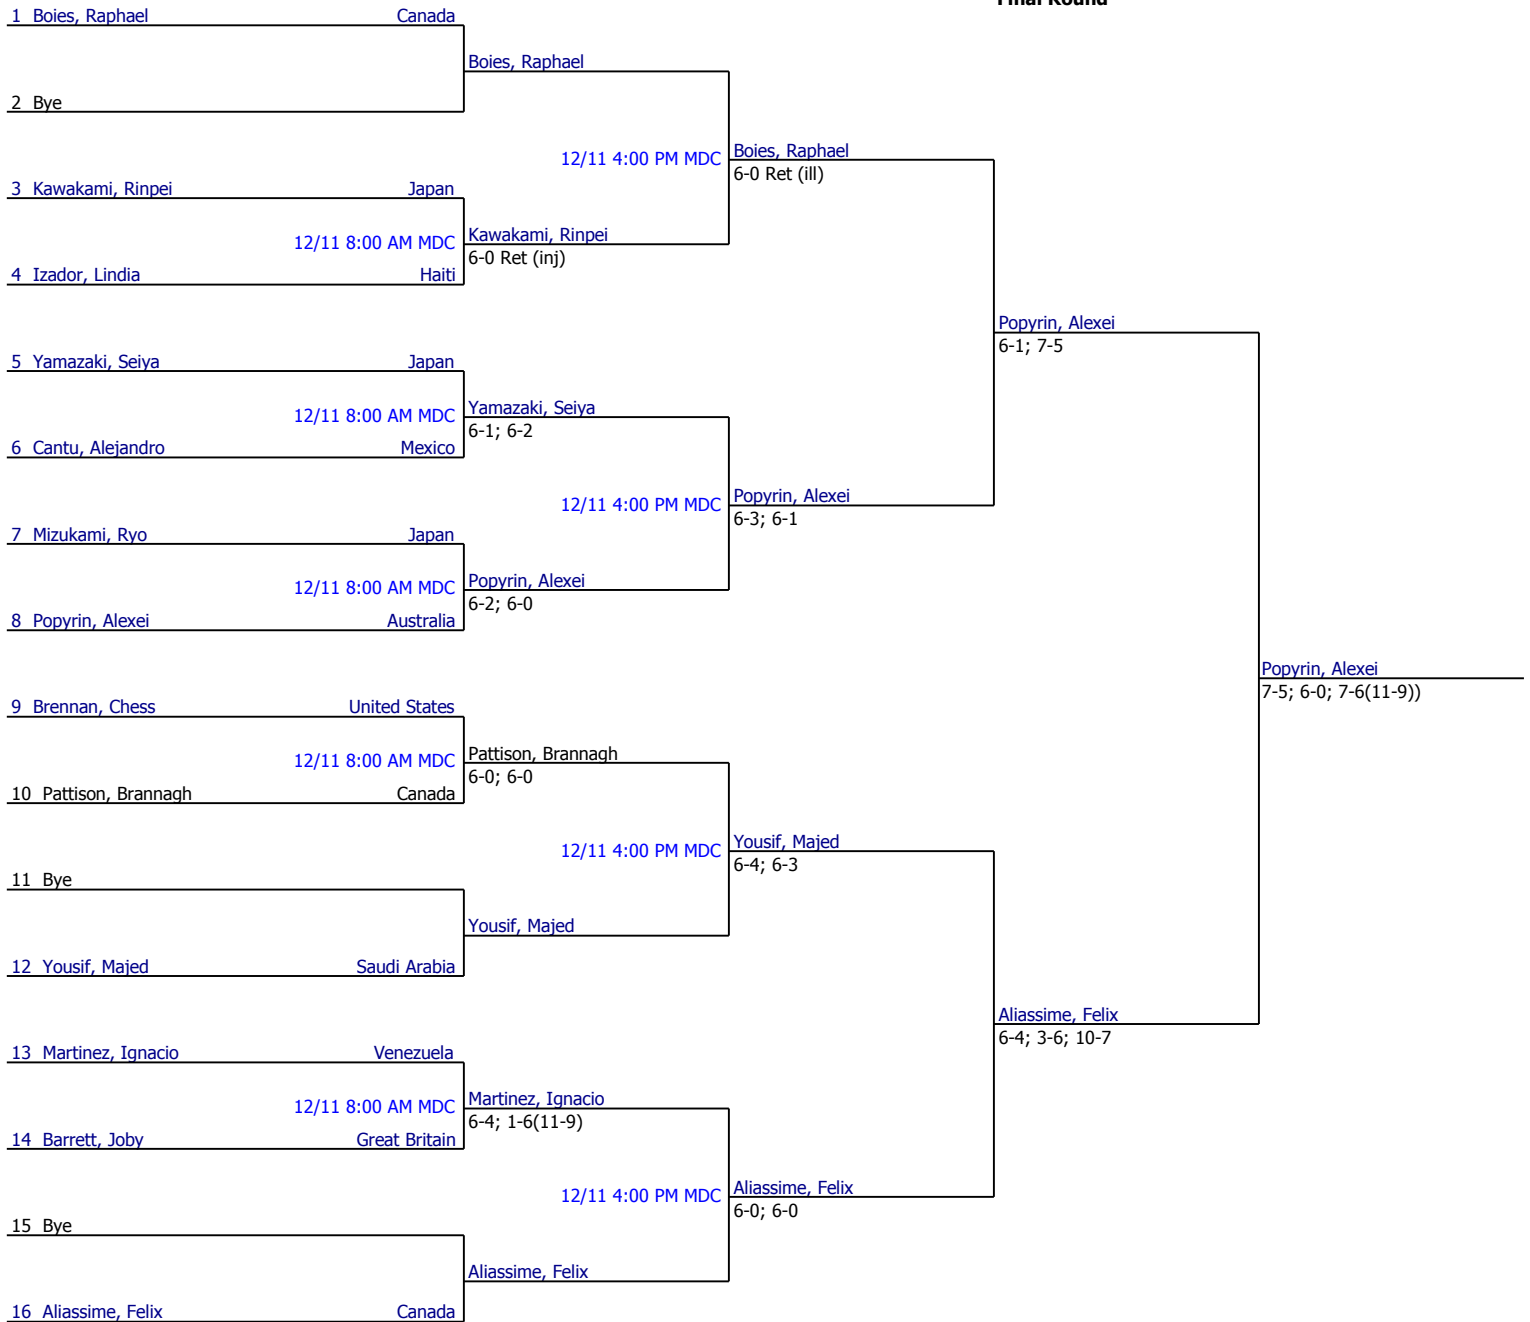 Final Round
1 Boies, Raphael Canada
Boies, Raphael
2 Bye
12/11 4:00 PM MDC Boies, Raphael
6-0 Ret (ill)
3 Kawakami, Rinpei Japan
12/11 8:00 AM MDC Kawakami, Rinpei
6-0 Ret (inj)
4 Izador, Lindia Haiti
Popyrin, Alexei
6-1; 7-5
5 Yamazaki, Seiya Japan
12/11 8:00 AM MDC Yamazaki, Seiya
6-1; 6-2
6 Cantu, Alejandro Mexico
12/11 4:00 PM MDC Popyrin, Alexei
6-3; 6-1
7 Mizukami, Ryo Japan
12/11 8:00 AM MDC Popyrin, Alexei
6-2; 6-0
8 Popyrin, Alexei Australia
Popyrin, Alexei
7-5; 6-0; 7-6(11-9))
9 Brennan, Chess United States
12/11 8:00 AM MDC Pattison, Brannagh
6-0; 6-0
10 Pattison, Brannagh Canada
12/11 4:00 PM MDC Yousif, Majed
6-4; 6-3
11 Bye
Yousif, Majed
12 Yousif, Majed Saudi Arabia
Aliassime, Felix
6-4; 3-6; 10-7
13 Martinez, Ignacio Venezuela
12/11 8:00 AM MDC Martinez, Ignacio
6-4; 1-6(11-9)
14 Barrett, Joby Great Britain
12/11 4:00 PM MDC Aliassime, Felix
6-0; 6-0
15 Bye
Aliassime, Felix
16 Aliassime, Felix Canada